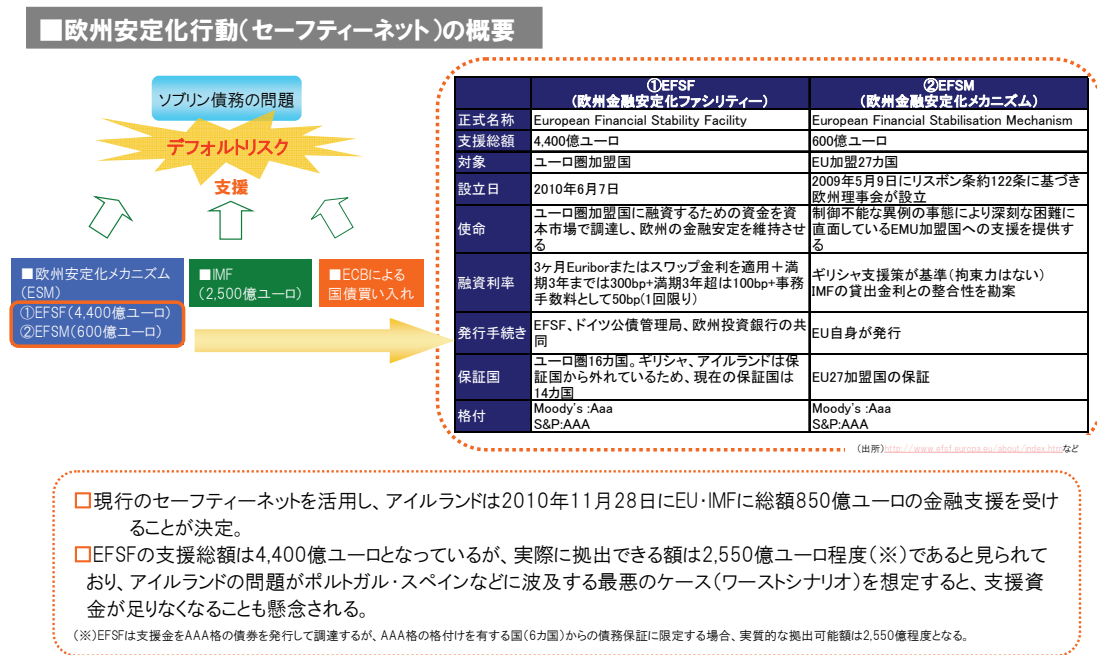 ■欧州安定化行動(セーフティーネット)の概要
ソブリン債務の問題
デフォルトリスク
支援
■欧州安定化メカニズム
(ESM)
①EFSF(4,400億ユーロ)
②EFSM(600億ユーロ)
■IMF
(2,500億ユーロ)
■ECBによる
国債買い入れ
①EFSF
(欧州金融安定化ファシリティー)
②EFSM
(欧州金融安定化メカニズム)
正式名称
European Financial Stability Facility
European Financial Stabilisation Mechanism
支援総額
4,400億ユーロ
600億ユーロ
対象
ユーロ圏加盟国
EU加盟27カ国
設立日
2010年6月7日
2009年5月9日にリスボン条約122条に基づき
欧州理事会が設立
使命
ユーロ圏加盟国に融資するための資金を資
本市場で調達し、欧州の金融安定を維持させ
る
制御不能な異例の事態により深刻な困難に
直面しているEMU加盟国への支援を提供す
る
融資利率
3ヶ月Euriborまたはスワップ金利を適用+満
期3年までは300bp+満期3年超は100bp+事務
手数料として50bp(1回限り)
ギリシャ支援策が基準(拘束力はない)
IMFの貸出金利との整合性を勘案
発行手続き
EFSF、ドイツ公債管理局、欧州投資銀行の共
同
EU自身が発行
保証国
ユーロ圏16カ国。ギリシャ、アイルランドは保
証国から外れているため、現在の保証国は
14カ国
EU27加盟国の保証
格付
Moody's :Aaa
S&P:AAA
Moody's :Aaa
S&P:AAA
(出所)http://www.efsf.europa.eu/about/index.htmなど
□現行のセーフティーネットを活用し、アイルランドは2010年11月28日にEU・IMFに総額850億ユーロの金融支援を受け
ることが決定。
□EFSFの支援総額は4,400億ユーロとなっているが、実際に拠出できる額は2,550億ユーロ程度(※)であると見られて
おり、アイルランドの問題がポルトガル・スペインなどに波及する最悪のケース(ワーストシナリオ)を想定すると、支援資
金が足りなくなることも懸念される。
(※)EFSFは支援金をAAA格の債券を発行して調達するが、AAA格の格付けを有する国(6カ国)からの債務保証に限定する場合、実質的な拠出可能額は2,550億程度となる。